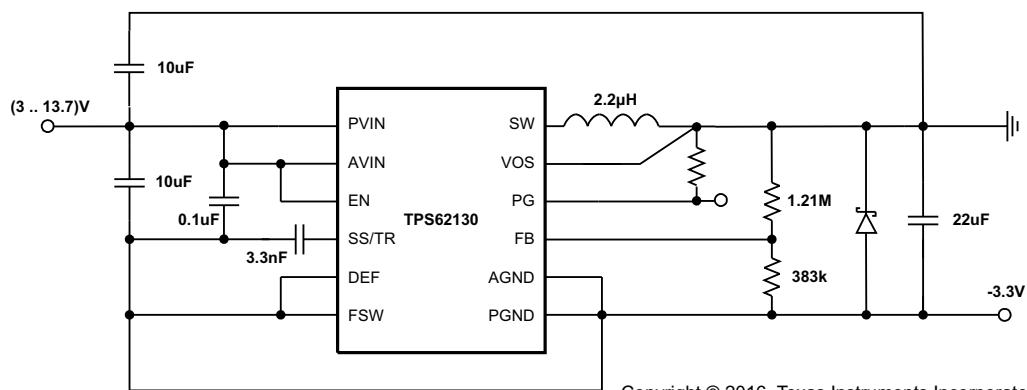 10uF
(3 .. 13.7)V
10uF
0.1uF
3.3nF
PVIN
AVIN
EN
SS/TR
DEF
FSW
TPS62130
SW
VOS
PG
FB
AGND
PGND
2.2µH
1.21M
383k
22uF
-3.3V
Copyright © 2016, Texas Instruments Incorporate